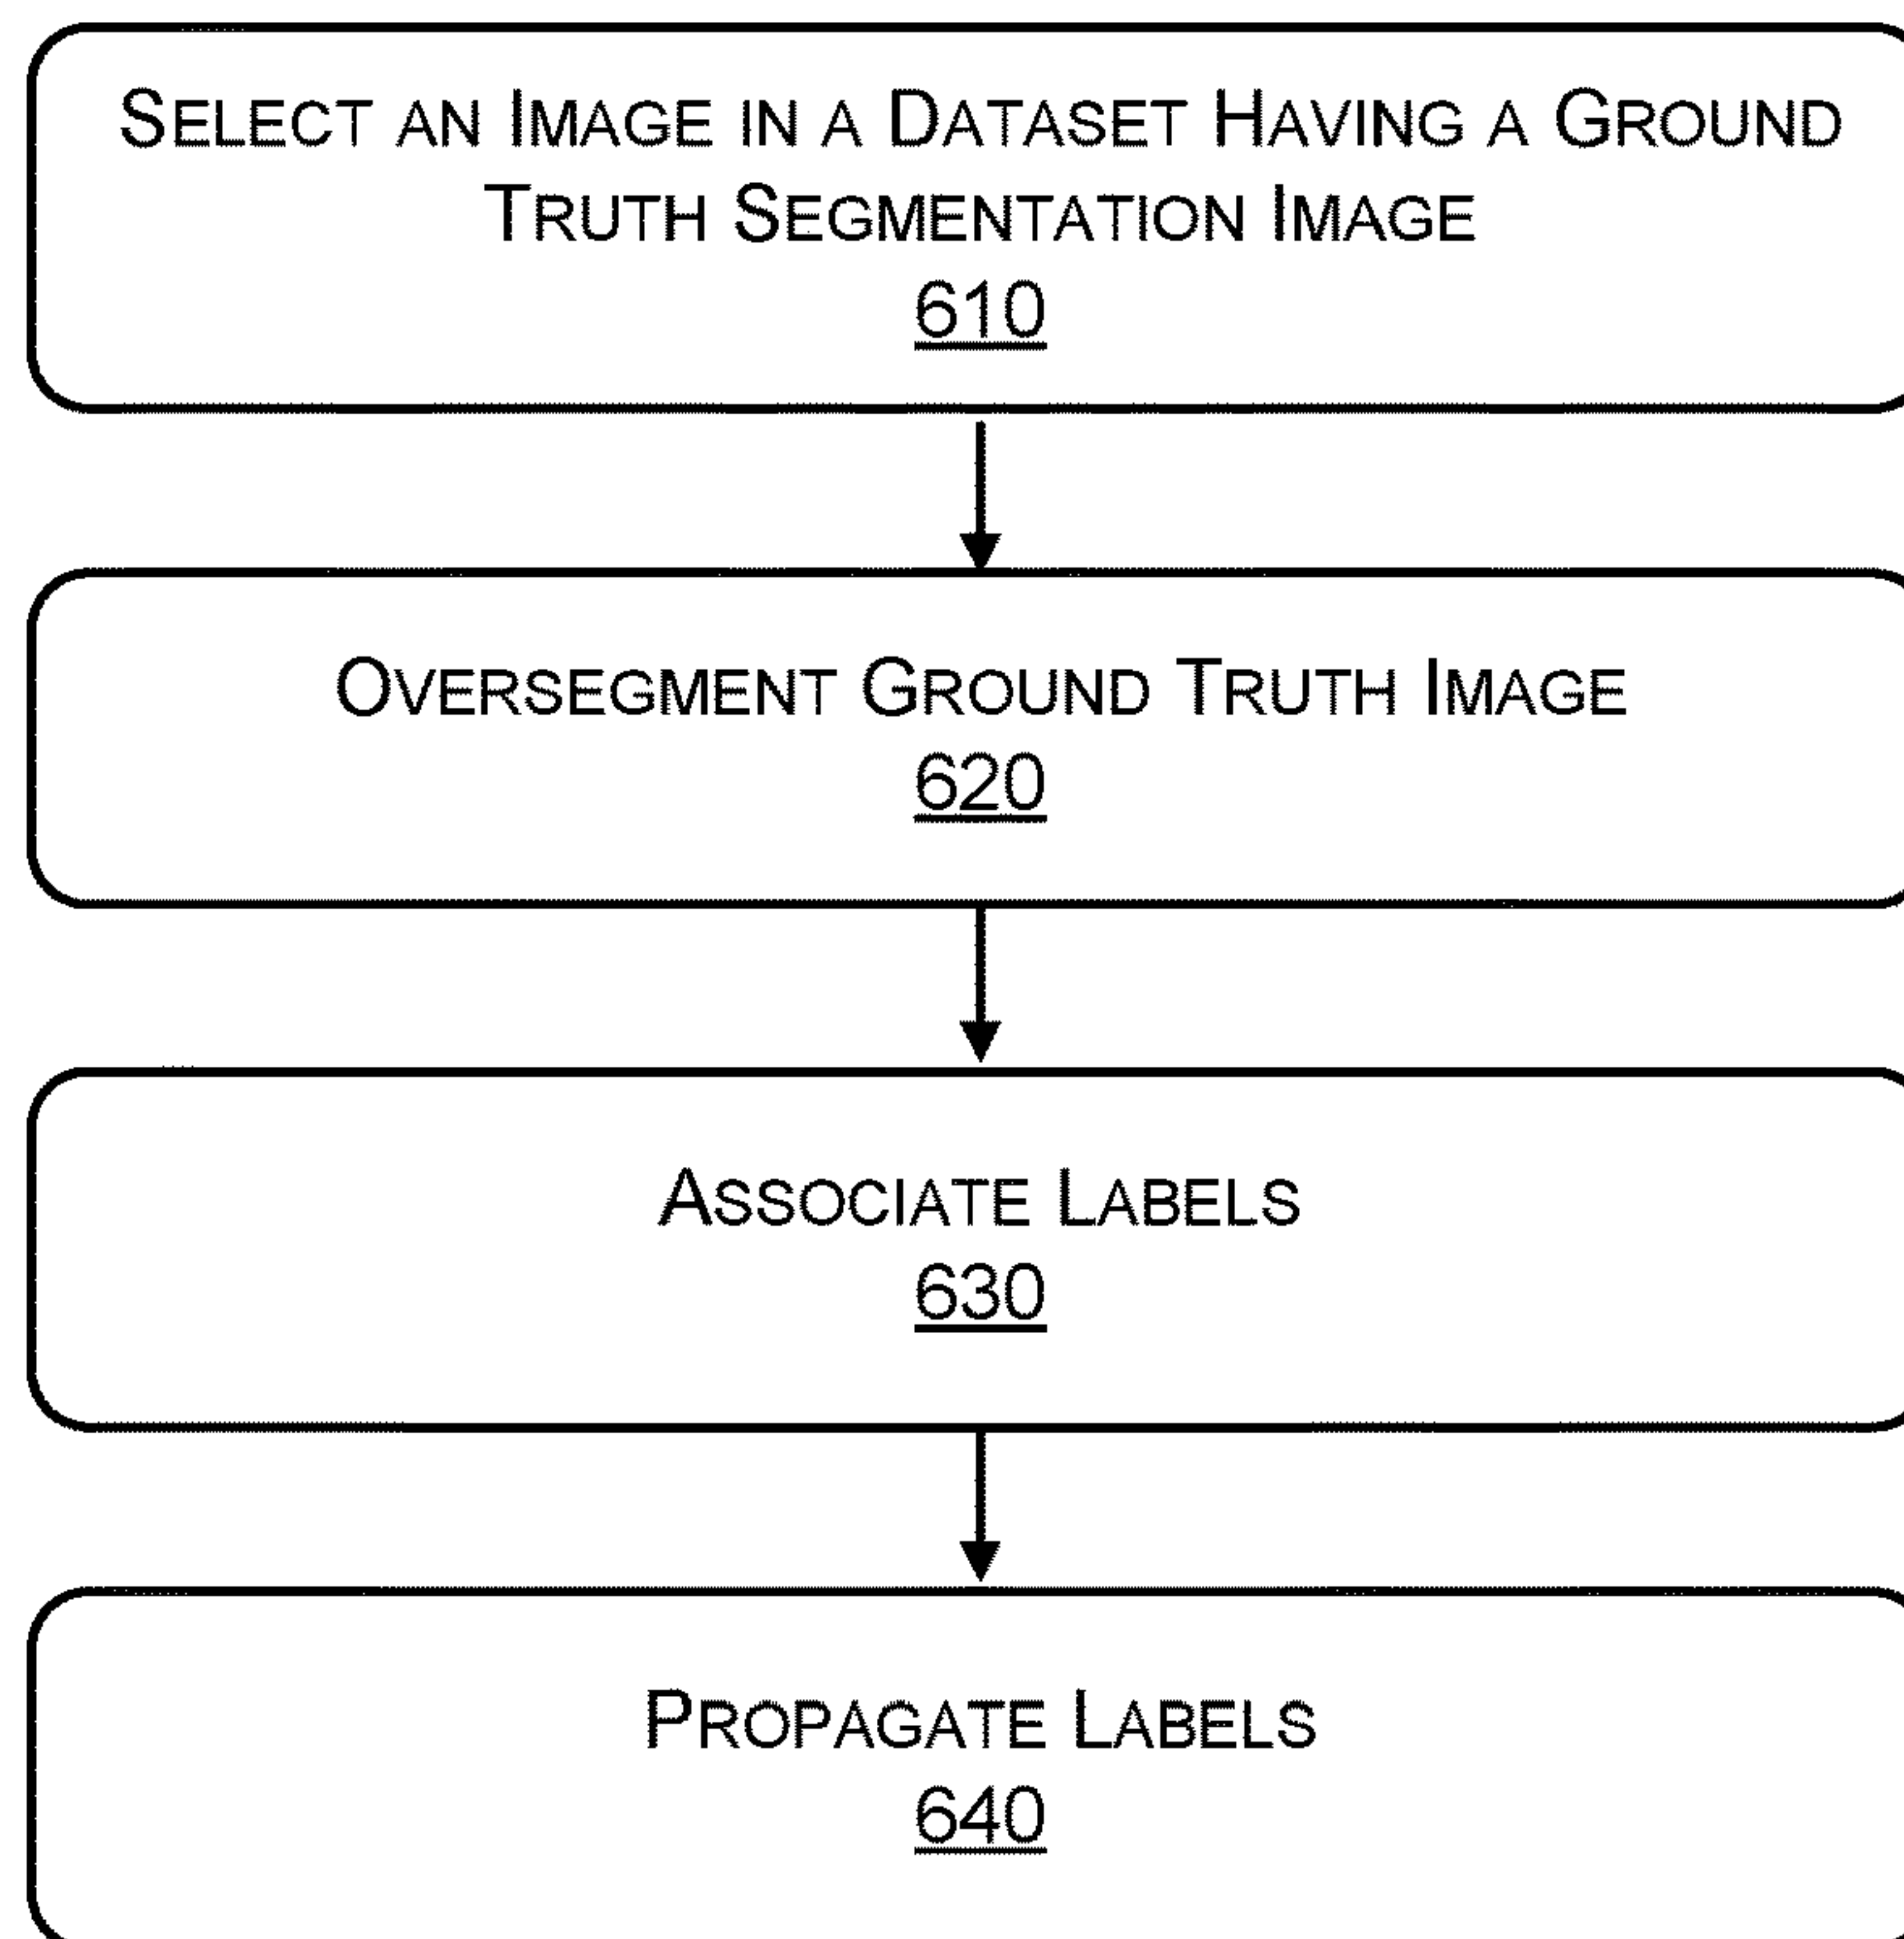 SELECT AN IMAGE IN A DATASET HAVING A GROUND
TRUTH SEGMENTATION IMAGE
610
OVERSEGMENT GROUND TRUTH IMAGE
620
ASSOCIATE LABELS
630
PROPAGATE LABELS
640